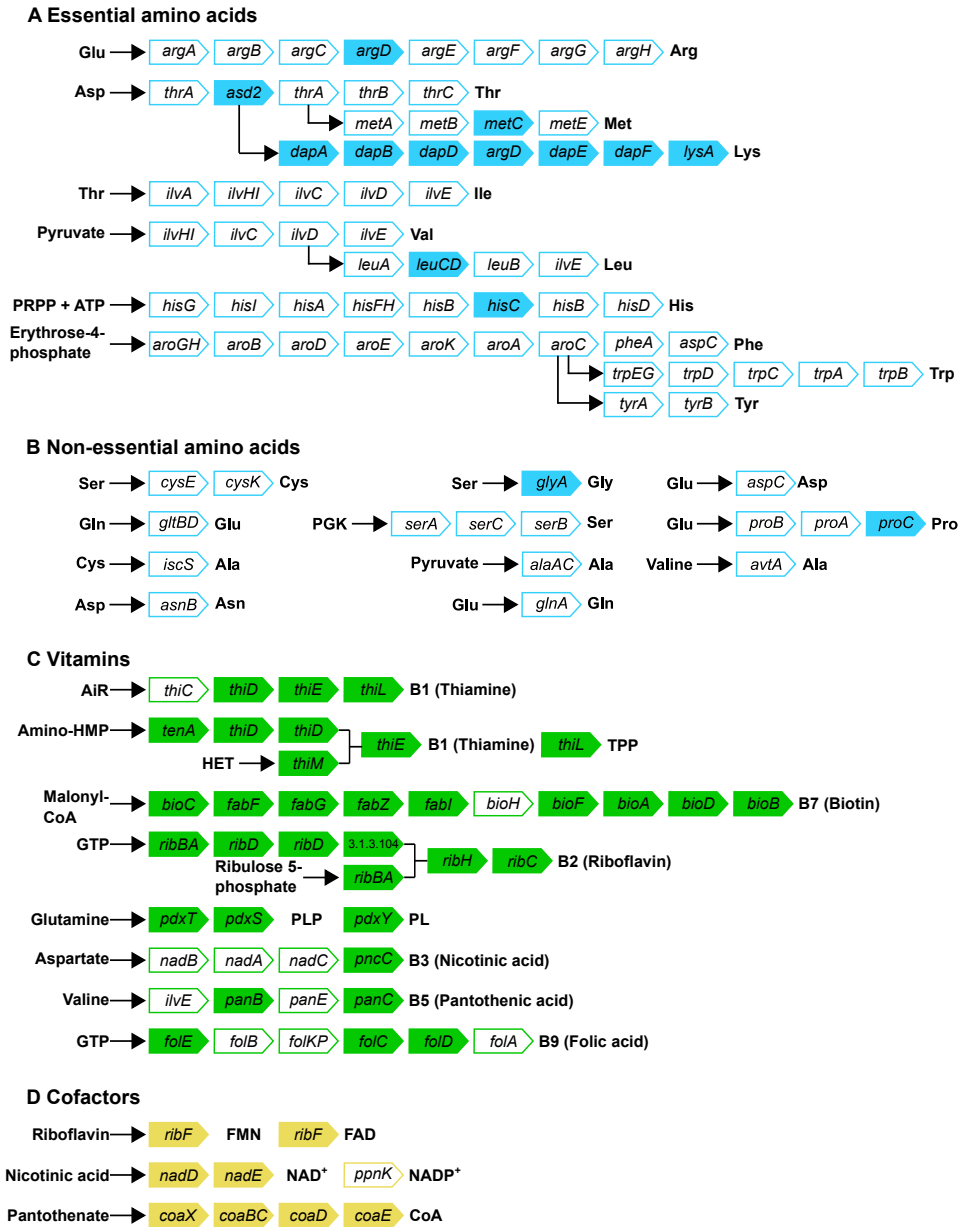 A Essential amino acids
Glu argA argB argC argD argE argF argG argH Arg
Asp thrA asd2 thrA thrB thrC Thr
metA metB metC metE Met
dapA dapB dapD argD dapE dapF lysA Lys
Thr ilvA ilvHI ilvC ilvD ilvE Ile
Pyruvate ilvHI ilvC ilvD ilvE Val
leuA leuCD leuB ilvE Leu
PRPP + ATP hisG hisI hisA hisFH hisB hisC hisB hisD His
Erythrose-4-
phosphate aroGH aroB aroD aroE aroK aroA aroC pheA aspC Phe
trpEG trpD trpC trpA trpB Trp
tyrA tyrB Tyr
B Non-essential amino acids
Ser cysE cysK Cys Ser glyA Gly Glu aspC Asp
Gln gltBD Glu PGK serA serC serB Ser Glu proB proA proC Pro
Cys iscS Ala Pyruvate alaAC Ala Valine avtA Ala
Asp asnB Asn Glu glnA Gln
C Vitamins
AiR thiC thiD thiE thiL B1 (Thiamine)
Amino-HMP tenA thiD thiD
thiE B1 (Thiamine) thiL TPP
HET thiM
Malonyl-
CoA bioC fabF fabG fabZ fabI bioH bioF bioA bioD bioB B7 (Biotin)
GTP ribBA ribD ribD 3.1.3.104
ribH ribC B2 (Riboflavin)
Ribulose 5-
phosphate ribBA
Glutamine pdxT pdxS PLP pdxY PL
Aspartate nadB nadA nadC pncC B3 (Nicotinic acid)
Valine ilvE panB panE panC B5 (Pantothenic acid)
GTP folE folB folKP folC folD folA B9 (Folic acid)
D Cofactors
Riboflavin ribF FMN ribF FAD
Nicotinic acid nadD nadE NAD+ ppnK NADP+
Pantothenate coaX coaBC coaD coaE CoA